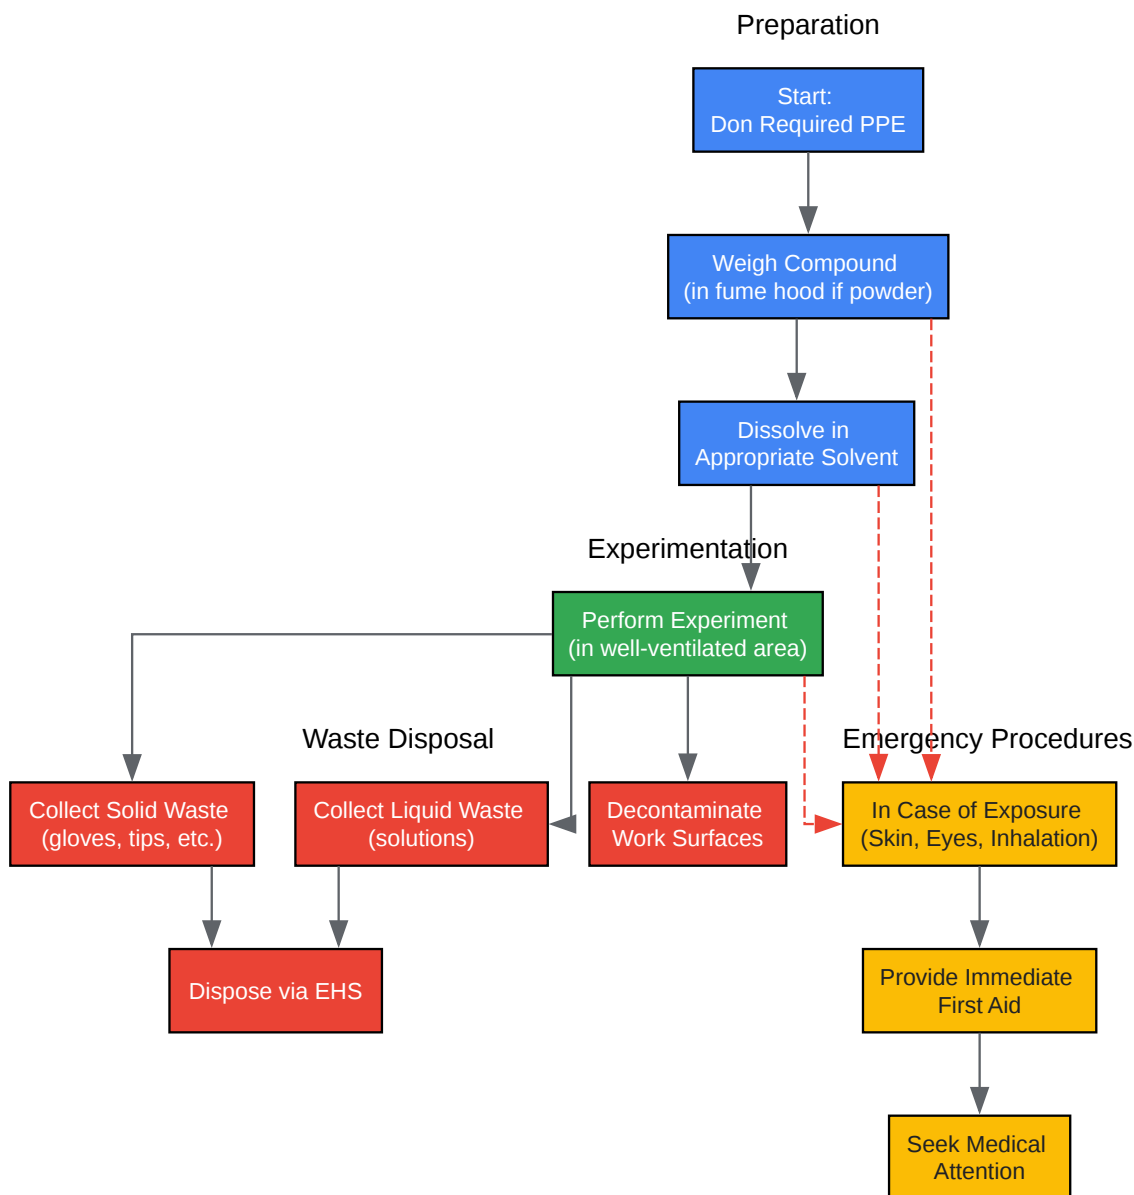 Preparation
Start:
Don Required PPE
Weigh Compound
(in fume hood if powder)
Dissolve in
Appropriate Solvent
Experimentation
Perform Experiment
(in well-ventilated area)
Waste Disposal
Emergency Procedures
Collect Solid Waste
(gloves, tips, etc.)
Collect Liquid Waste
(solutions)
Decontaminate
Work Surfaces
In Case of Exposure
(Skin, Eyes, Inhalation)
Dispose via EHS
Provide Immediate
First Aid
Seek Medical
Attention